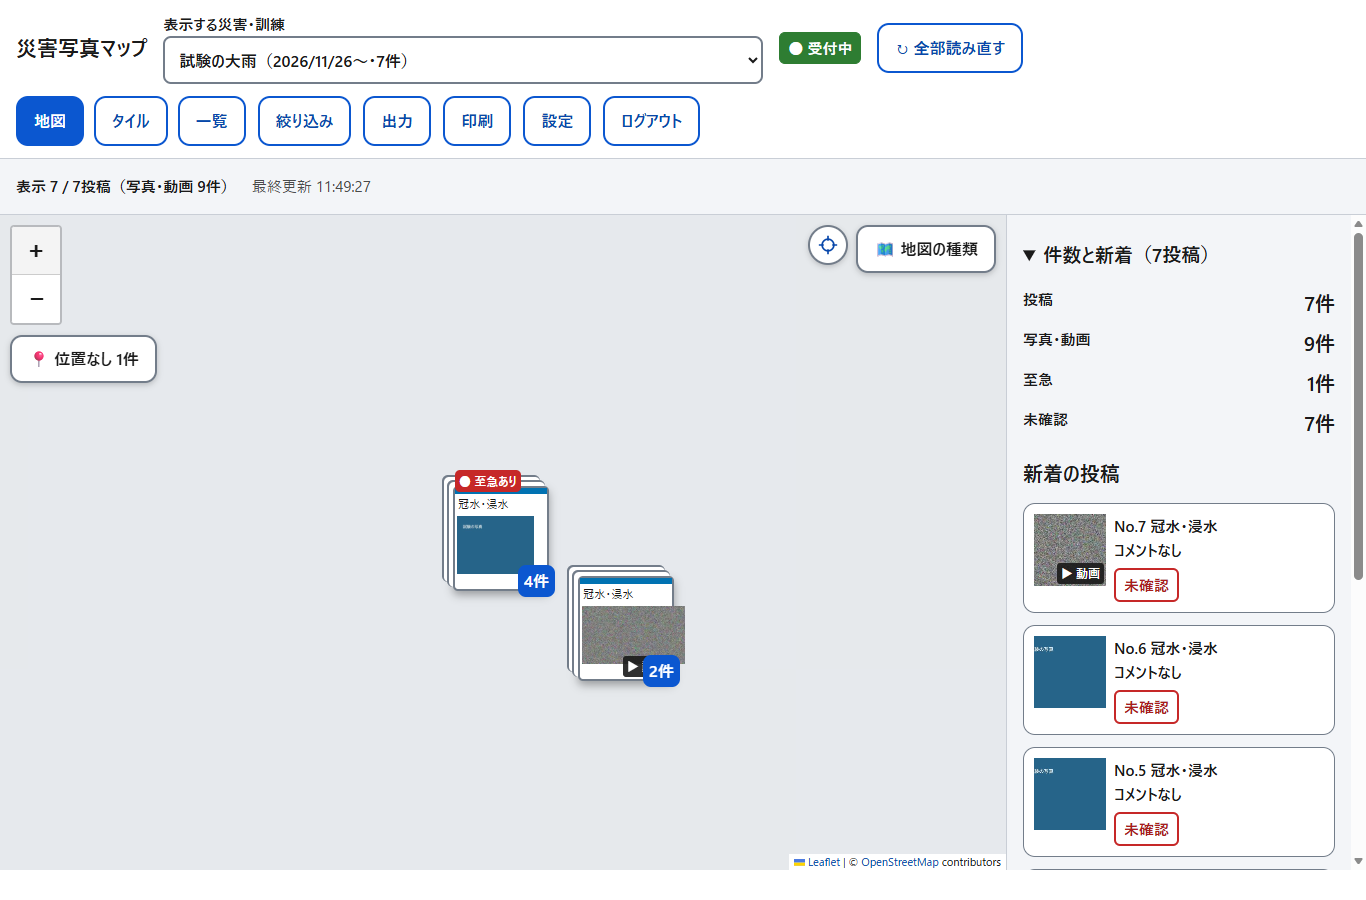 災害写真マップ
表示する災害・訓練
試験の大雨（2026/11/26～・7件）
受付中
↻ 全部読み直す
地図
タイル
一覧
絞り込み
出力
印刷
設定
ログアウト
表示 7 / 7投稿（写真・動画 9件）
最終更新 11:49:27
+
−
地図の種類
位置なし 1件
至急あり
冠水・浸水
4件
冠水・浸水
2件
Leaflet | © OpenStreetMap contributors
▼ 件数と新着（7投稿）
投稿 7件
写真・動画 9件
至急 1件
未確認 7件
新着の投稿
No.7 冠水・浸水
コメントなし
▶ 動画
未確認
No.6 冠水・浸水
コメントなし
未確認
No.5 冠水・浸水
コメントなし
未確認